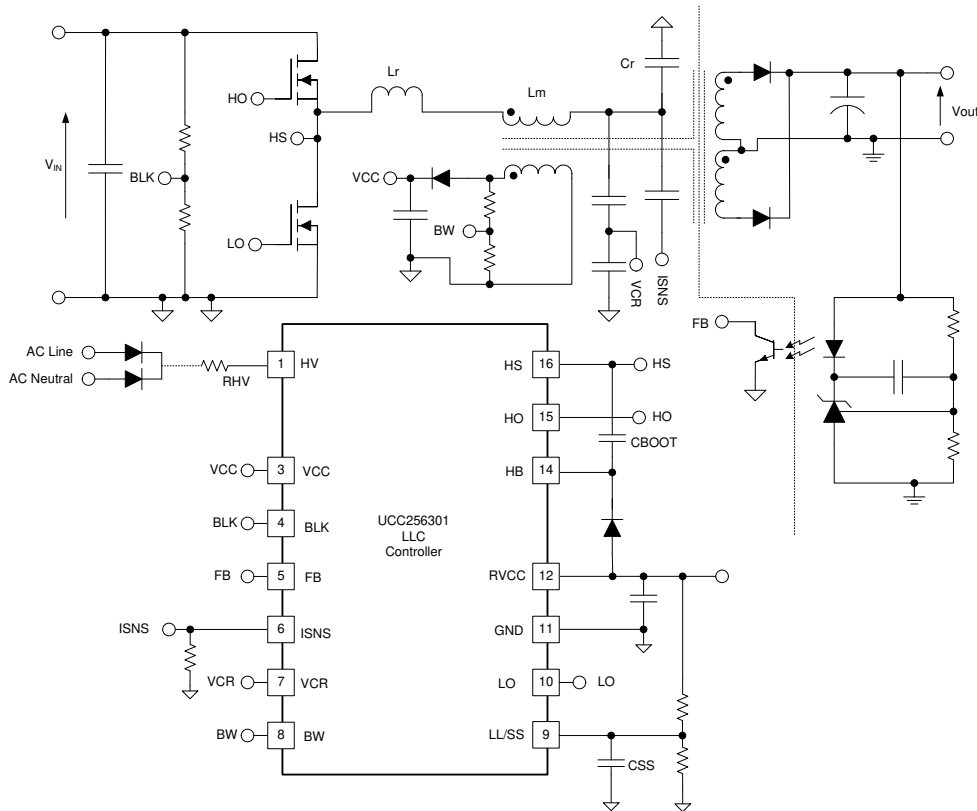 Cr
Lr
Lm
HO
HS
Vout
VIN
BLK
VCC
LO
BW
VCR
ISNS
FB
AC Line
AC Neutral
RHV
1
HV
16
HS
HS
15
HO
HO
CBOOT
VCC
3
VCC
14
HB
BLK
4
BLK
UCC256301
LLC
Controller
FB
5
FB
12
RVCC
ISNS
6
ISNS
11
GND
VCR
7
VCR
10
LO
LO
BW
8
BW
9
LL/SS
CSS